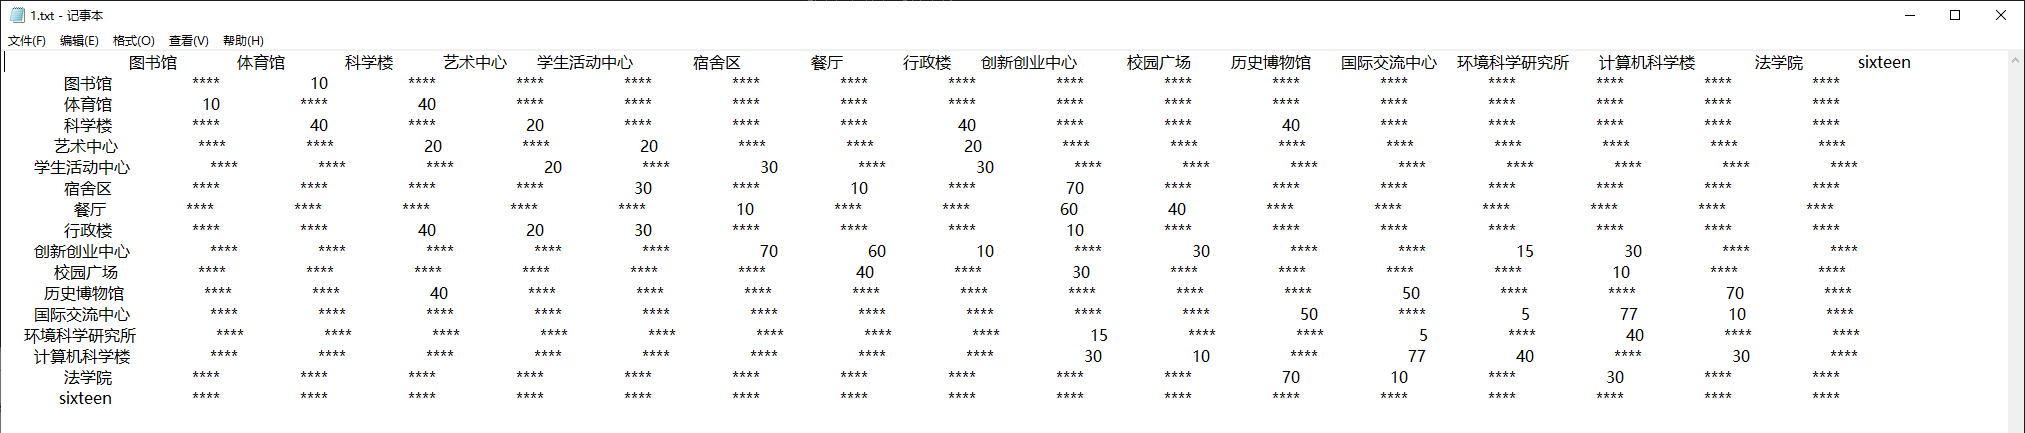 1.txt - 记事本
文件(F) 编辑(E) 格式(O) 查看(V) 帮助(H)
图书馆 体育馆 科学楼 艺术中心 学生活动中心 宿舍区 餐厅 行政楼 创新创业中心 校园广场 历史博物馆 国际交流中心 环境科学研究所 计算机科学楼 法学院 sixteen
图书馆 **** 10 **** **** **** **** **** **** **** **** **** **** **** **** **** ****
体育馆 10 **** 40 **** **** **** **** **** **** **** **** **** **** **** **** ****
科学楼 **** 40 **** 20 **** **** **** 40 **** **** 40 **** **** **** **** ****
艺术中心 **** **** 20 **** 20 **** **** 20 **** **** **** **** **** **** **** ****
学生活动中心 **** **** **** 20 **** 30 **** 30 **** **** **** **** **** **** **** ****
宿舍区 **** **** **** **** 30 **** 10 **** 70 **** **** **** **** **** **** ****
餐厅 **** **** **** **** **** 10 **** **** 60 40 **** **** **** **** **** ****
行政楼 **** **** 40 20 30 **** **** **** 10 **** **** **** **** **** **** ****
创新创业中心 **** **** **** **** **** 70 60 10 **** 30 **** **** 15 30 **** ****
校园广场 **** **** **** **** **** **** 40 **** 30 **** **** **** **** 10 **** ****
历史博物馆 **** **** 40 **** **** **** **** **** **** **** **** 50 **** **** 70 ****
国际交流中心 **** **** **** **** **** **** **** **** **** **** 50 **** 5 77 10 ****
环境科学研究所 **** **** **** **** **** **** **** **** 15 **** **** 5 **** 40 **** ****
计算机科学楼 **** **** **** **** **** **** **** **** 30 10 **** 77 40 **** 30 ****
法学院 **** **** **** **** **** **** **** **** **** **** 70 10 **** 30 **** ****
sixteen **** **** **** **** **** **** **** **** **** **** **** **** **** **** **** ****